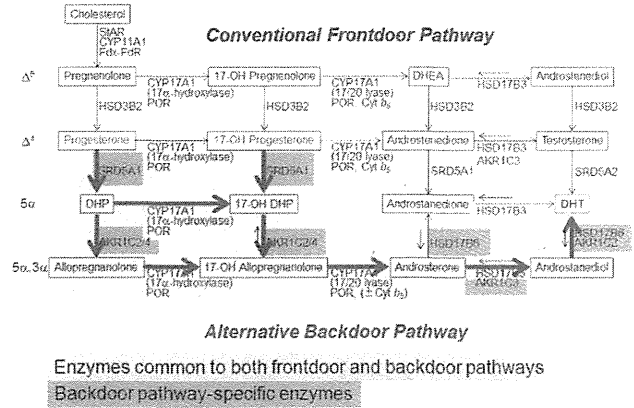 Cholesterol
StAR
CYP11A1
Fdx-FdR
Conventional Frontdoor Pathway
Δ⁵
Pregnenolone
CYP17A1
(17α-hydroxylase)
POR
17-OH Pregnenolone
CYP17A1
(17/20 lyase)
POR, Cyt b₅
DHEA
HSD17B3
Androstenediol
HSD3B2
HSD3B2
HSD3B2
HSD3B2
Δ⁴
Progesterone
CYP17A1
(17α-hydroxylase)
POR
17-OH Progesterone
CYP17A1
(17/20 lyase)
POR, Cyt b₅
Androstenedione
HSD17B3
AKR1C3
Testosterone
SRD5A1
SRD5A1
SRD5A1
SRD5A2
5α
DHP
CYP17A1
(17α-hydroxylase)
POR
17-OH DHP
Androstanedione
HSD17B3
DHT
AKR1C2/4
AKR1C2/4
HSD17B6
HSD17B6
AKR1C2
5α,3α
Allopregnanolone
CYP17A1
(17α-hydroxylase)
POR
17-OH Allopregnanolone
CYP17A1
(17/20 lyase)
POR, (± Cyt b₅)
Androsterone
HSD17B3
AKR1C3
Androstanediol
Alternative Backdoor Pathway
Enzymes common to both frontdoor and backdoor pathways
Backdoor pathway-specific enzymes